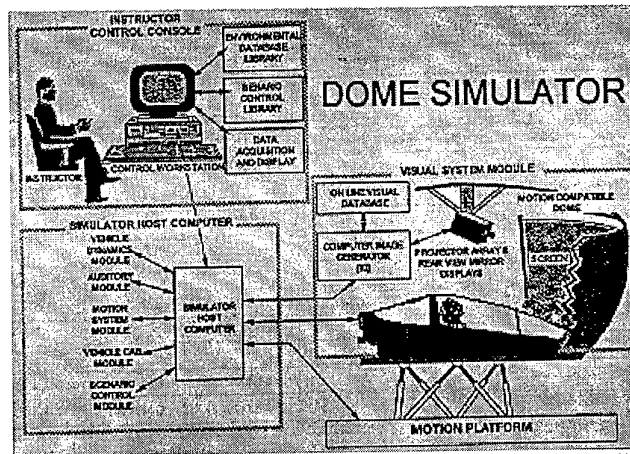 INSTRUCTOR
CONTROL CONSOLE
ENVIRONMENTAL
DATABASE
LIBRARY
CONTROL
LIBRARY
DATA
ACQUISITION
AND DISPLAY
INSTRUCTOR
CONTROL WORKSTATION
DOME SIMULATOR
VISUAL SYSTEM MODULE
ON LINE VISUAL
DATABASE
COMPUTER IMAGE
GENERATOR
PROJECTOR ARRAY &
REAR VIEW MIRROR
DISPLAYS
MOTION COMPATIBLE
DOME
SCREEN
SIMULATOR HOST COMPUTER
VEHICLE
DYNAMICS
MODULE
AUDITORY
MODULE
MOTION
SYSTEM
MODULE
VEHICLE CAB
MODULE
SCENARIO
CONTROL
MODULE
SIMULATOR
HOST
COMPUTER
MOTION PLATFORM